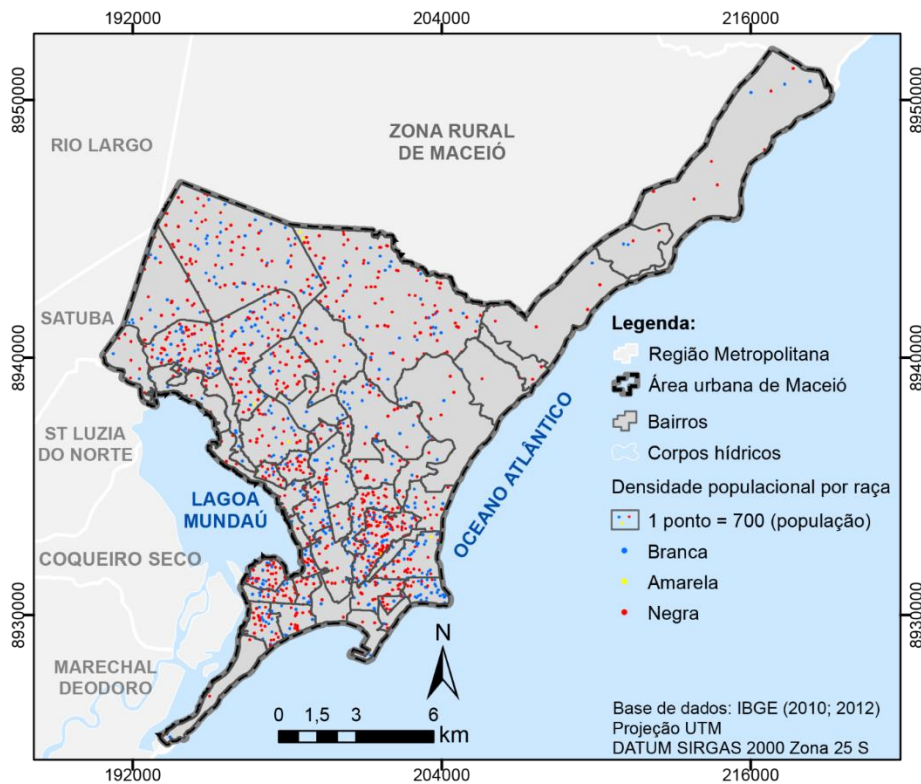 192000
204000
216000
8950000
8950000
ZONA RURAL
DE MACEIÓ
RIO LARGO
SATUBA
8940000
8940000
Legenda:
Região Metropolitana
Área urbana de Maceió
Bairros
Corpos hídricos
Densidade populacional por raça
1 ponto = 700 (população)
Branca
Amarela
Negra
ST LUZIA
DO NORTE
LAGOA
MUNDAÚ
OCEANO ATLÂNTICO
COQUEIRO SECO
8930000
8930000
MARECHAL
DEODORO
N
0 1,5 3 6
km
Base de dados: IBGE (2010; 2012)
Projeção UTM
DATUM SIRGAS 2000 Zona 25 S
192000
204000
216000